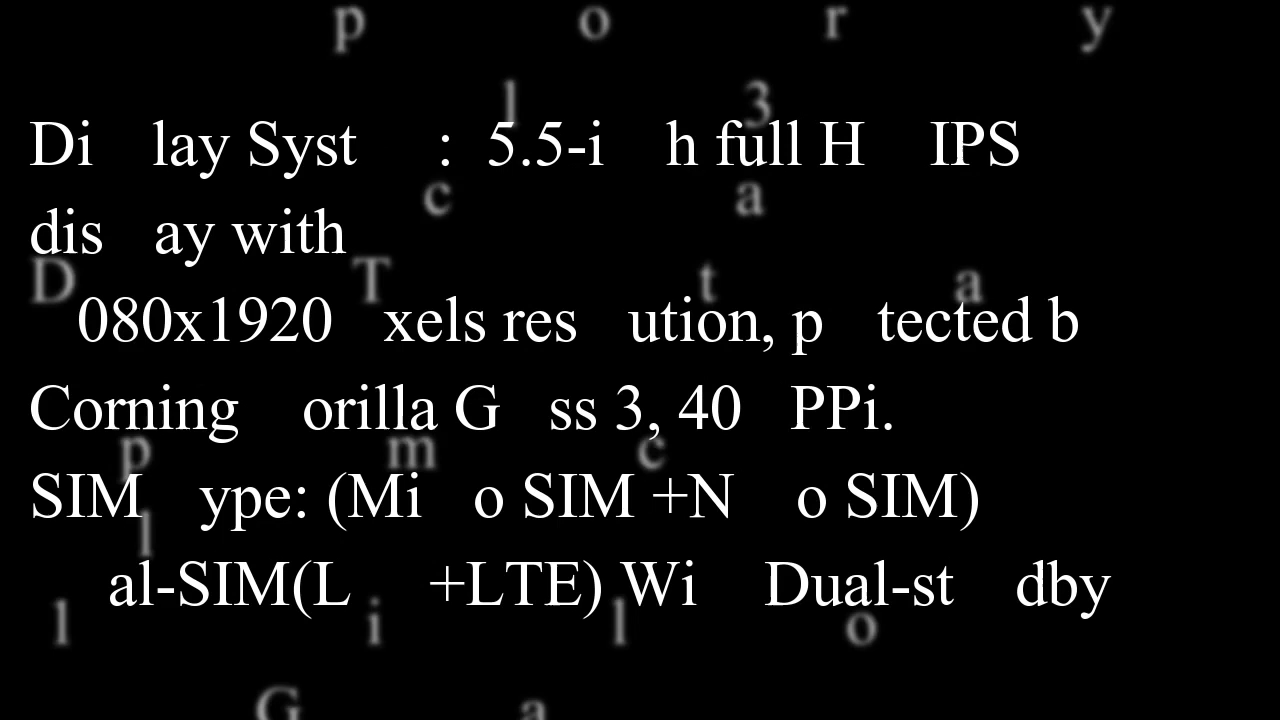 p o r y
l 3
Di lay Syst : 5.5-i h full H IPS
c a
dis ay with
D T t a
080x1920 xels res ution, p tected b
Corning orilla G ss 3, 40 PPi.
p m c
SIM ype: (Mi o SIM +N o SIM)
l
al-SIM(L +LTE) Wi Dual-st dby
l i l o
G a